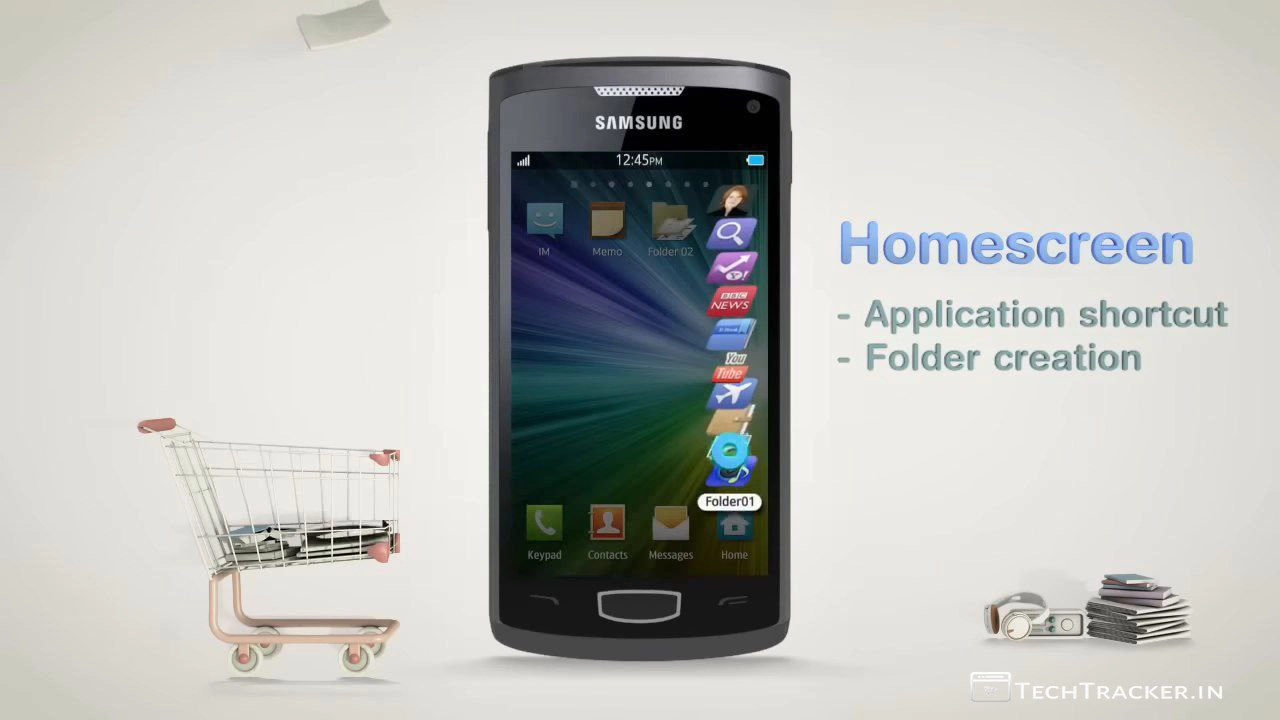 SAMSUNG
12:45PM
IM
Memo
Folder 02
Y!
BBC
NEWS
You
Tube
Folder01
Keypad
Contacts
Messages
Home
Homescreen
- Application shortcut
- Folder creation
TECHTRACKER.IN